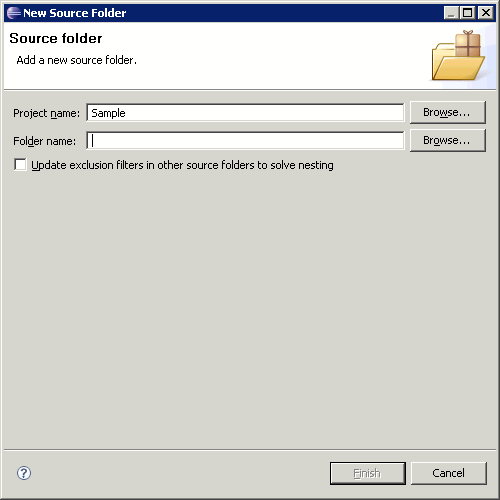 New Source Folder
Source folder
Add a new source folder.
Project name: Sample Browse...
Folder name: Browse...
Update exclusion filters in other source folders to solve nesting
?
Finish Cancel